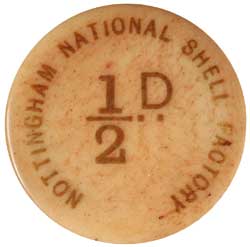 NOTTINGHAM NATIONAL SHELL FACTORY
1/2 D